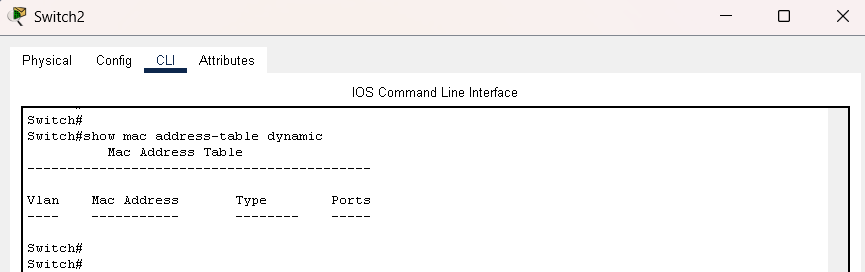 Switch2
Physical Config CLI Attributes
IOS Command Line Interface
Switch#
Switch#show mac address-table dynamic
Mac Address Table
-------------------------------------------
Vlan Mac Address Type Ports
---- ----------- -------- -----
Switch#
Switch#